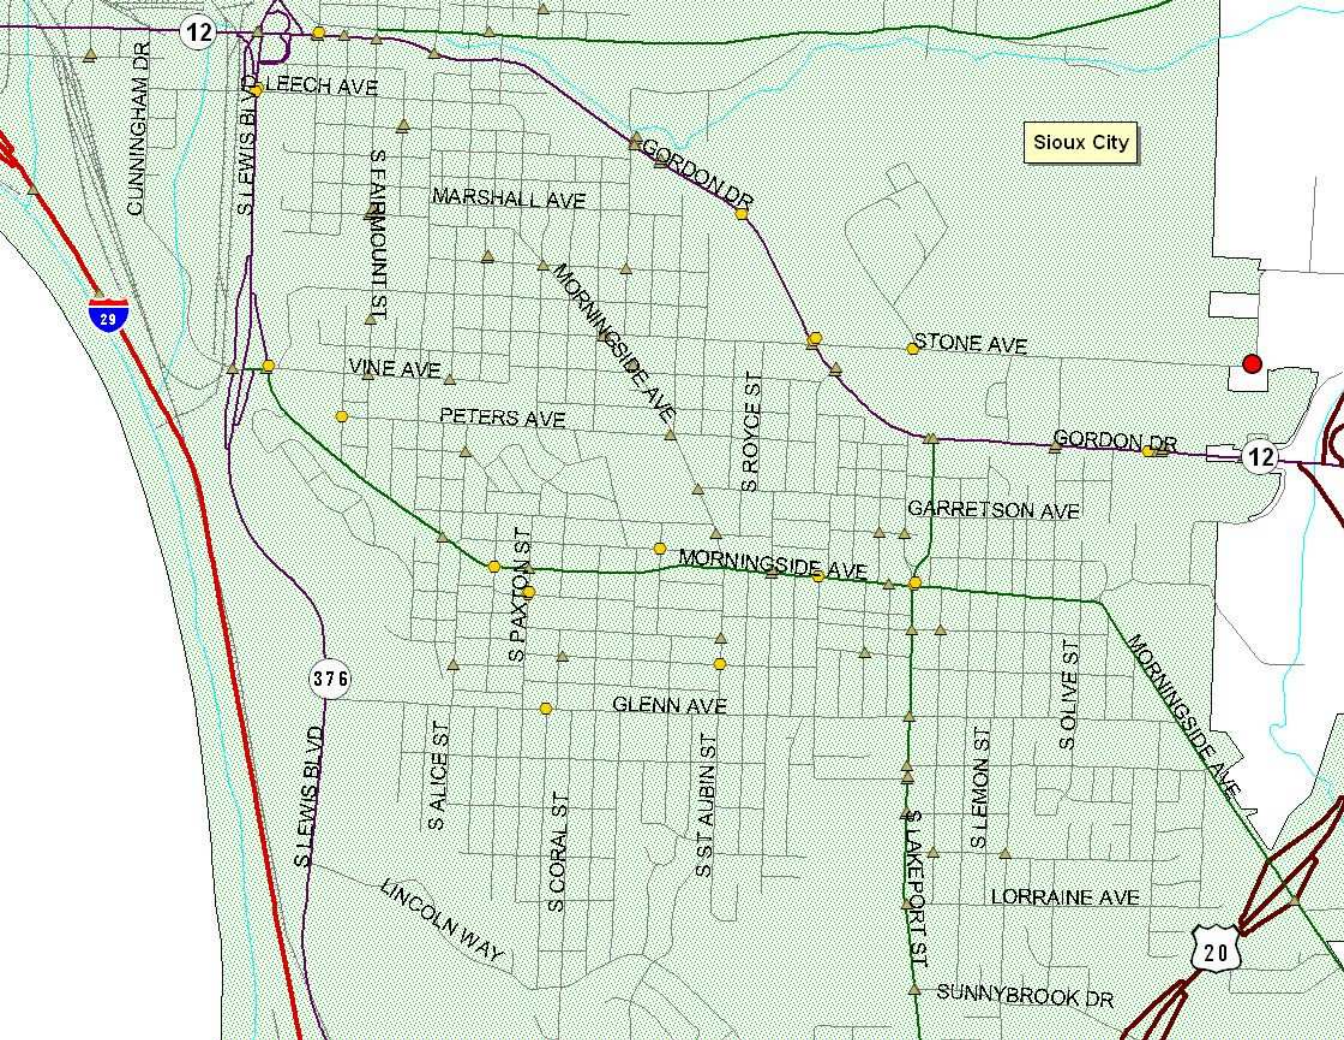 12
CUNNINGHAM DR
S LEWIS BLVD
LEECH AVE
S FAIRMOUNT ST
MARSHALL AVE
GORDON DR
Sioux City
MORNINGSIDE AVE
29
STONE AVE
VINE AVE
PETERS AVE
S ROYCE ST
GORDON DR
12
GARRETSON AVE
S PAXTON ST
MORNINGSIDE AVE
376
GLENN AVE
S OLIVE ST
MORNINGSIDE AVE
S LEWIS BLVD
S ALICE ST
S CORAL ST
S ST AUBIN ST
S LEMON ST
S LAKEPORT ST
LINCOLN WAY
LORRAINE AVE
20
SUNNYBROOK DR